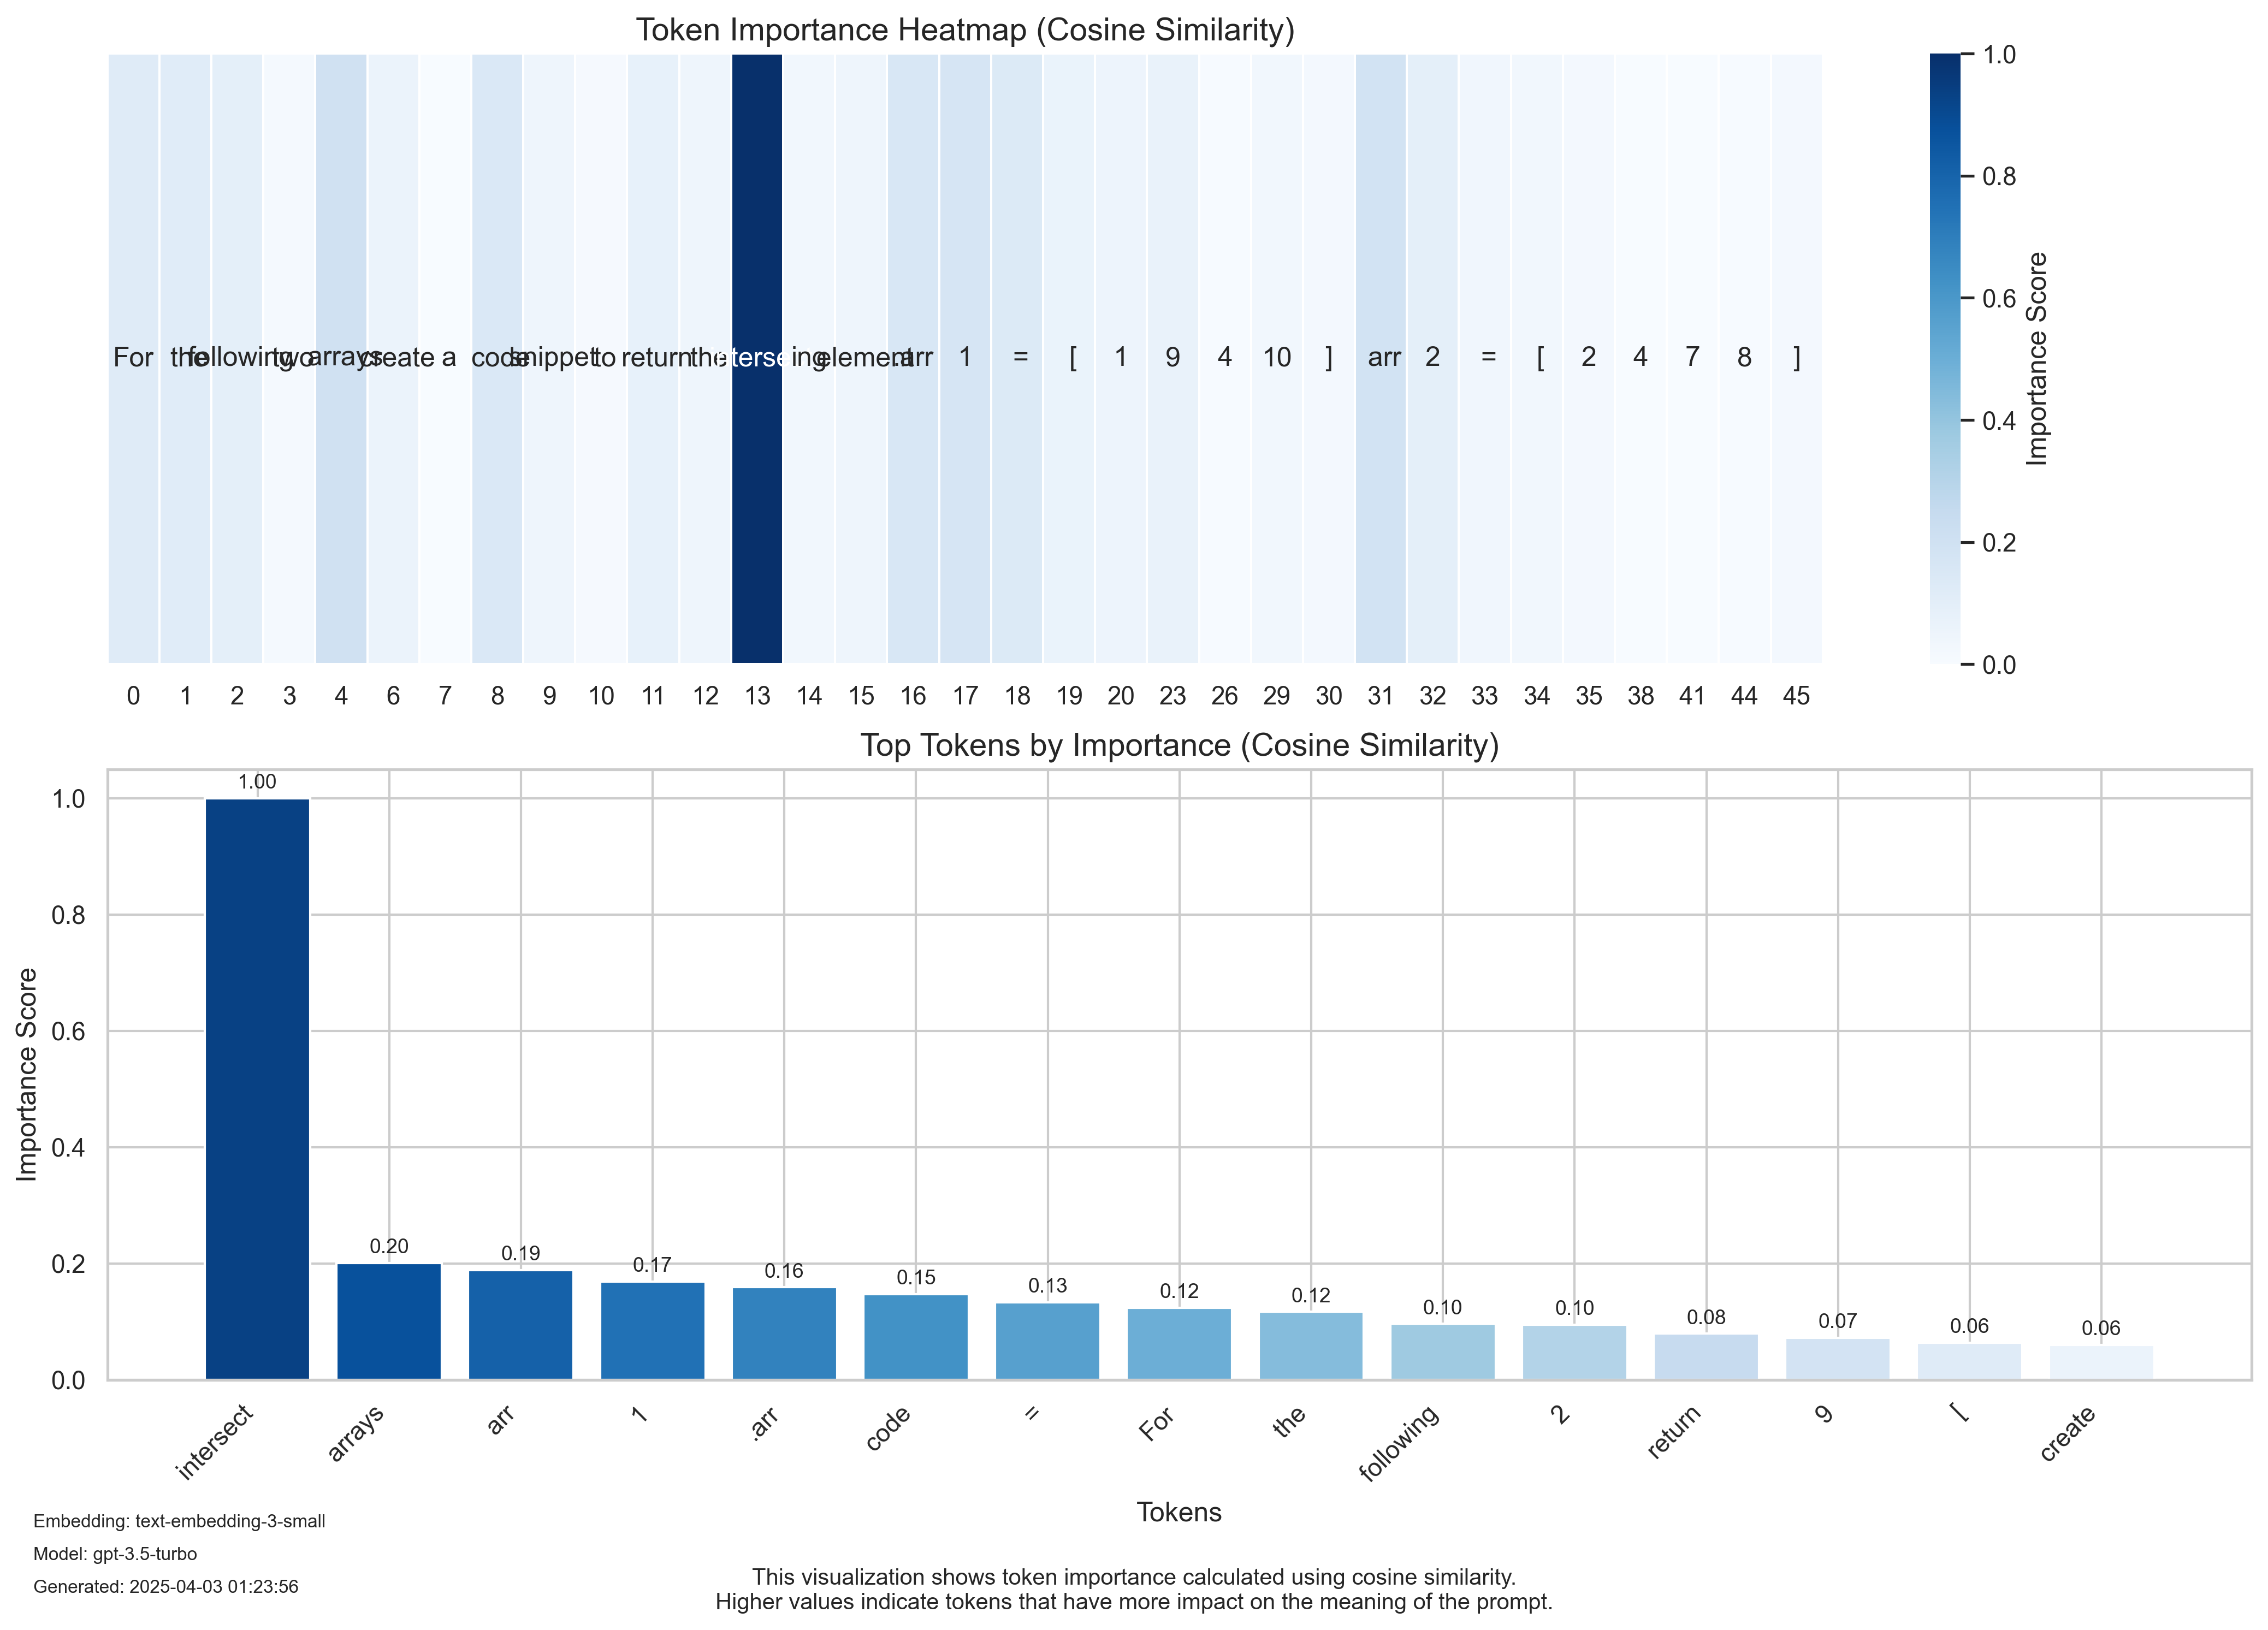 Token Importance Heatmap (Cosine Similarity)
For the following two arrays create a code snippet to return the terse ing element .arr 1 = [ 1 9 4 10 ] arr 2 = [ 2 4 7 8 ]
0 1 2 3 4 6 7 8 9 10 11 12 13 14 15 16 17 18 19 20 23 26 29 30 31 32 33 34 35 38 41 44 45
1.0
0.8
0.6
0.4
0.2
0.0
Importance Score
Top Tokens by Importance (Cosine Similarity)
Importance Score
1.0
0.8
0.6
0.4
0.2
0.0
1.00 0.20 0.19 0.17 0.16 0.15 0.13 0.12 0.12 0.10 0.10 0.08 0.07 0.06 0.06
intersect arrays arr 1 .arr code = For the following 2 return 9 [ create
Tokens
Embedding: text-embedding-3-small
Model: gpt-3.5-turbo
Generated: 2025-04-03 01:23:56
This visualization shows token importance calculated using cosine similarity.
Higher values indicate tokens that have more impact on the meaning of the prompt.